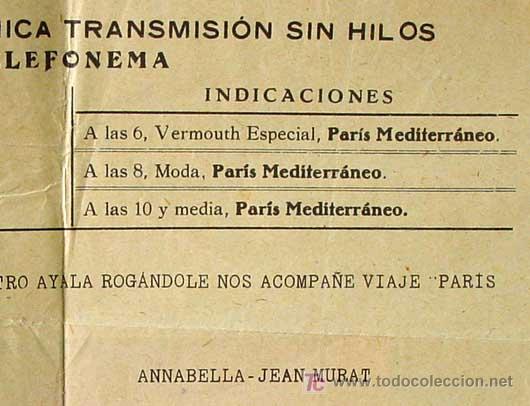 ICA TRANSMISIÓN SIN HILOS
LEFONEMA
INDICACIONES
A las 6, Vermouth Especial, París Mediterráneo.
A las 8, Moda, París Mediterráneo.
A las 10 y media, París Mediterráneo.
TRO AYALA ROGÁNDOLE NOS ACOMPAÑE VIAJE "PARÍS
ANNABELLA-JEAN MURAT
TC www.todocoleccion.net